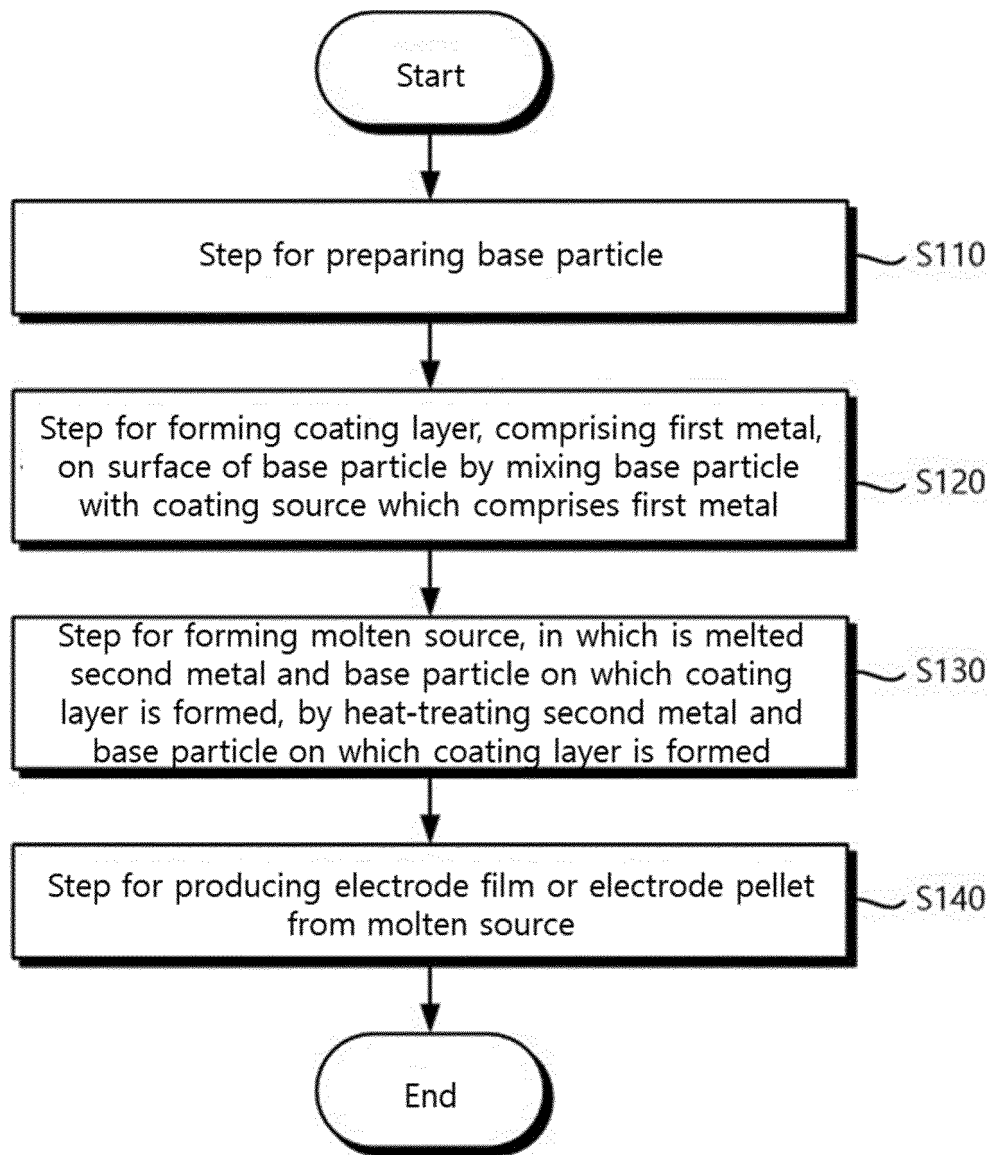 Start
Step for preparing base particle
S110
Step for forming coating layer, comprising first metal,
on surface of base particle by mixing base particle
with coating source which comprises first metal
S120
Step for forming molten source, in which is melted
second metal and base particle on which coating
layer is formed, by heat-treating second metal and
base particle on which coating layer is formed
S130
Step for producing electrode film or electrode pellet
from molten source
S140
End